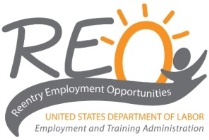 REO
Reentry Employment Opportunities
UNITED STATES DEPARTMENT OF LABOR
Employment and Training Administration